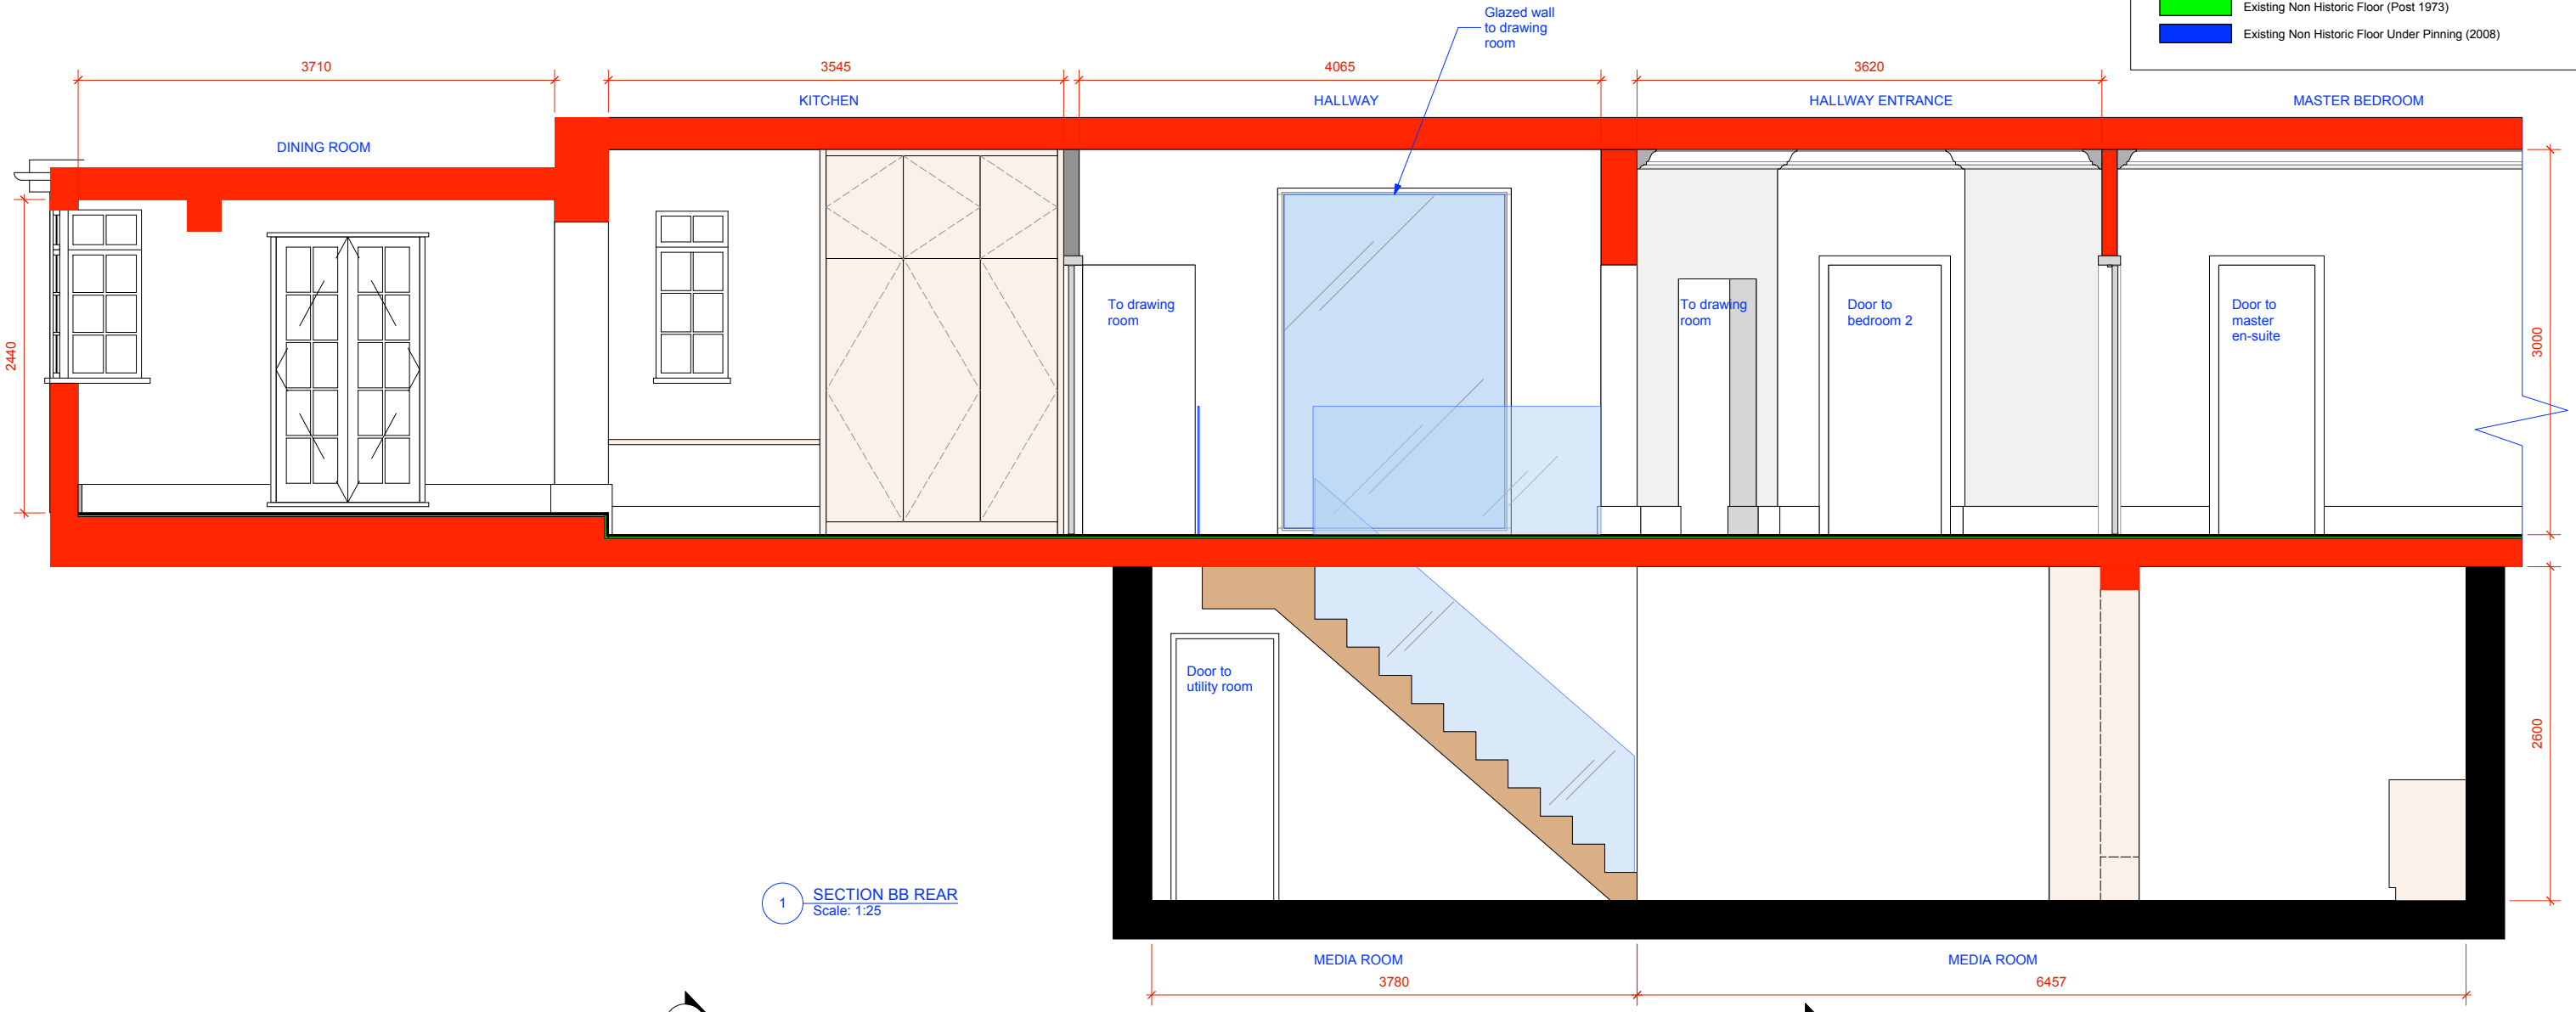 Glazed wall
to drawing
room
Existing Non Historic Floor (Post 1973)
Existing Non Historic Floor Under Pinning (2008)
3710
3545
4065
3620
KITCHEN
HALLWAY
HALLWAY ENTRANCE
MASTER BEDROOM
DINING ROOM
2440
3000
To drawing
room
To drawing
room
Door to
bedroom 2
Door to
master
en-suite
Door to
utility room
2600
1
SECTION BB REAR
Scale: 1:25
MEDIA ROOM
MEDIA ROOM
3780
6457